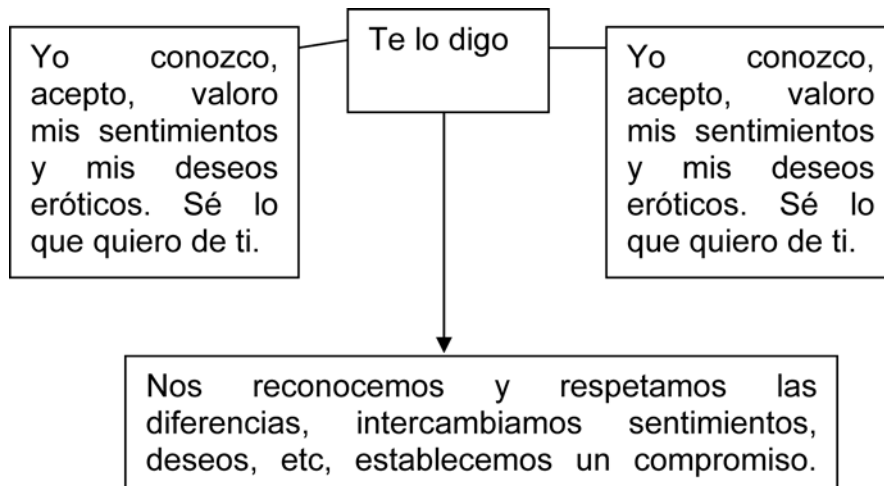 Te lo digo
Yo conozco,
acepto, valoro
mis sentimientos
y mis deseos
eróticos. Sé lo
que quiero de ti.
Yo conozco,
acepto, valoro
mis sentimientos
y mis deseos
eróticos. Sé lo
que quiero de ti.
Nos reconocemos y respetamos las
diferencias, intercambiamos sentimientos,
deseos, etc, establecemos un compromiso.